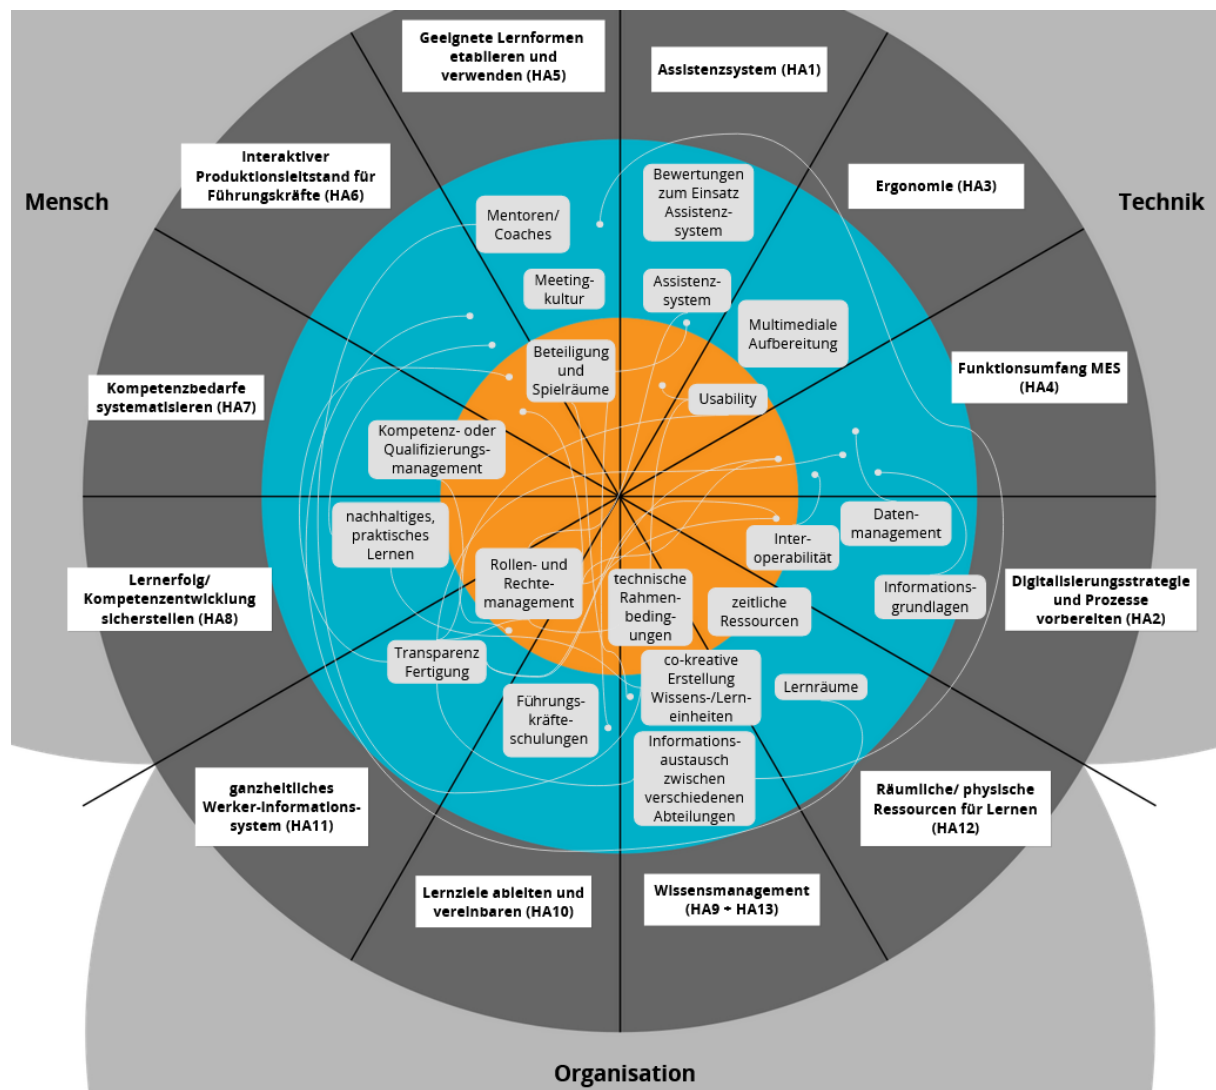 Geeignete Lernformen
etablieren und
verwenden (HA5)
Assistenzsystem (HA1)
Interaktiver
Produktionsleitstand für
Führungskräfte (HA6)
Ergonomie (HA3)
Mensch
Technik
Bewertungen
zum Einsatz
Assistenz-
system
Mentoren/
Coaches
Meeting-
kultur
Assistenz-
system
Multimediale
Aufbereitung
Beteiligung
und
Spielräume
Usability
Funktionsumfang MES
(HA4)
Kompetenzbedarfe
systematisieren (HA7)
Kompetenz- oder
Qualifizierungs-
management
nachhaltiges,
praktisches
Lernen
Daten-
management
Inter-
operabilität
Rollen- und
Rechte-
management
technische
Rahmen-
beding-
ungen
zeitliche
Ressourcen
Informations-
grundlagen
Lernerfolg/
Kompetenzentwicklung
sicherstellen (HA8)
Digitalisierungsstrategie
und Prozesse
vorbereiten (HA2)
Transparenz
Fertigung
co-kreative
Erstellung
Wissens-/Lern-
einheiten
Lernräume
Führungs-
kräfte-
schulungen
Informations-
austausch
zwischen
verschiedenen
Abteilungen
ganzheitliches
Werker-Informations-
system (HA11)
Räumliche/ physische
Ressourcen für Lernen
(HA12)
Lernziele ableiten und
vereinbaren (HA10)
Wissensmanagement
(HA9 + HA13)
Organisation